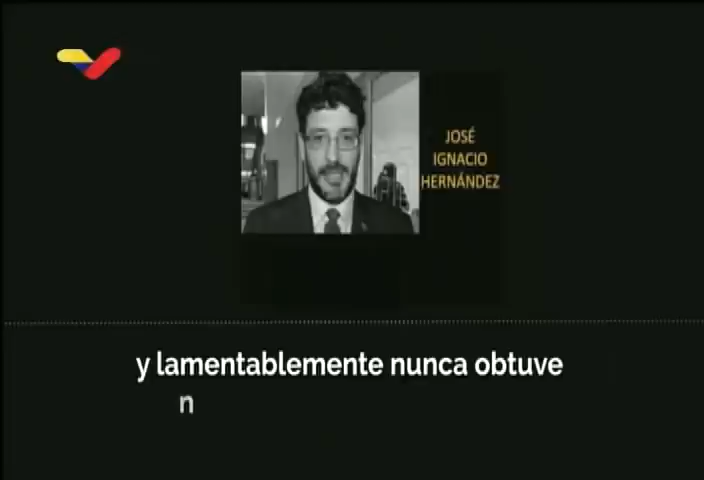 JOSÉ
IGNACIO
HERNÁNDEZ
y lamentablemente nunca obtuve
n